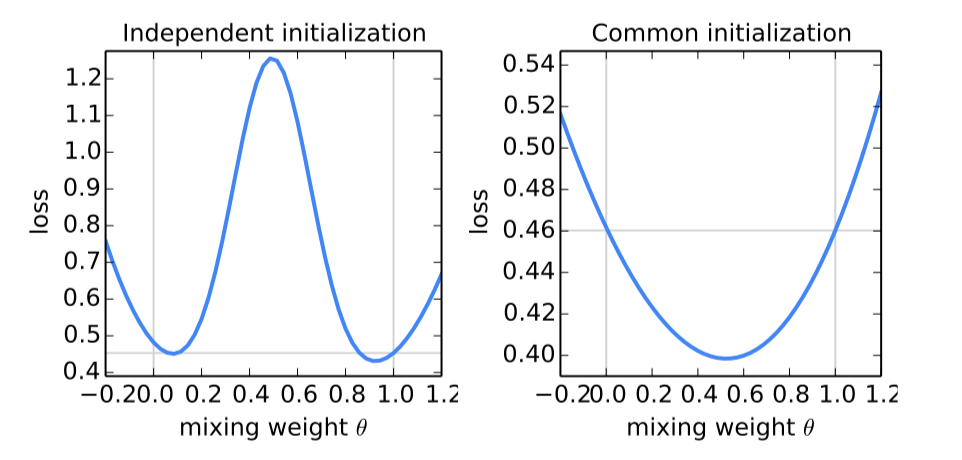 Independent initialization
1.2
1.1
1.0
0.9
0.8
0.7
0.6
0.5
0.4
loss
−0.20.0 0.2 0.4 0.6 0.8 1.0 1.2
mixing weight θ
Common initialization
0.54
0.52
0.50
0.48
0.46
0.44
0.42
0.40
loss
−0.20.0 0.2 0.4 0.6 0.8 1.0 1.2
mixing weight θ